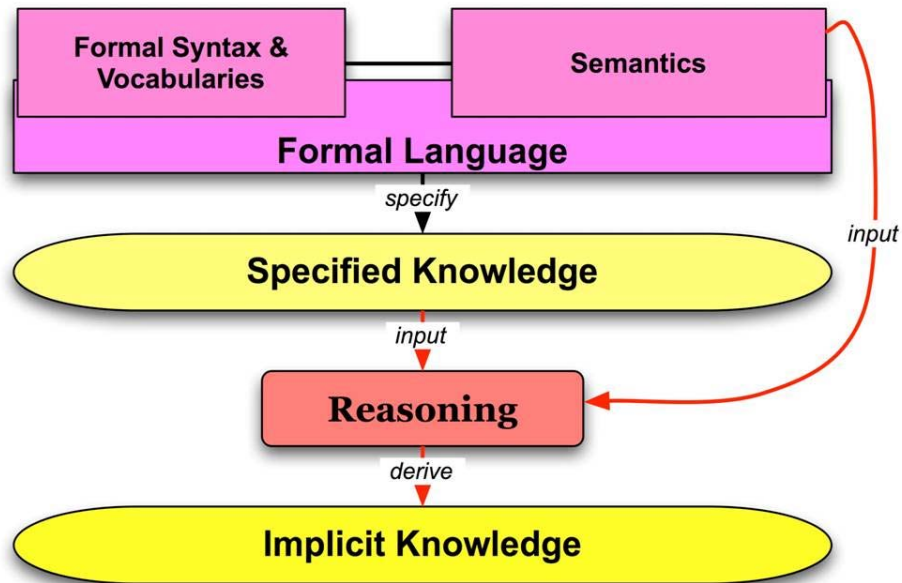 Formal Syntax &
Vocabularies
Semantics
Formal Language
specify
input
Specified Knowledge
input
Reasoning
derive
Implicit Knowledge